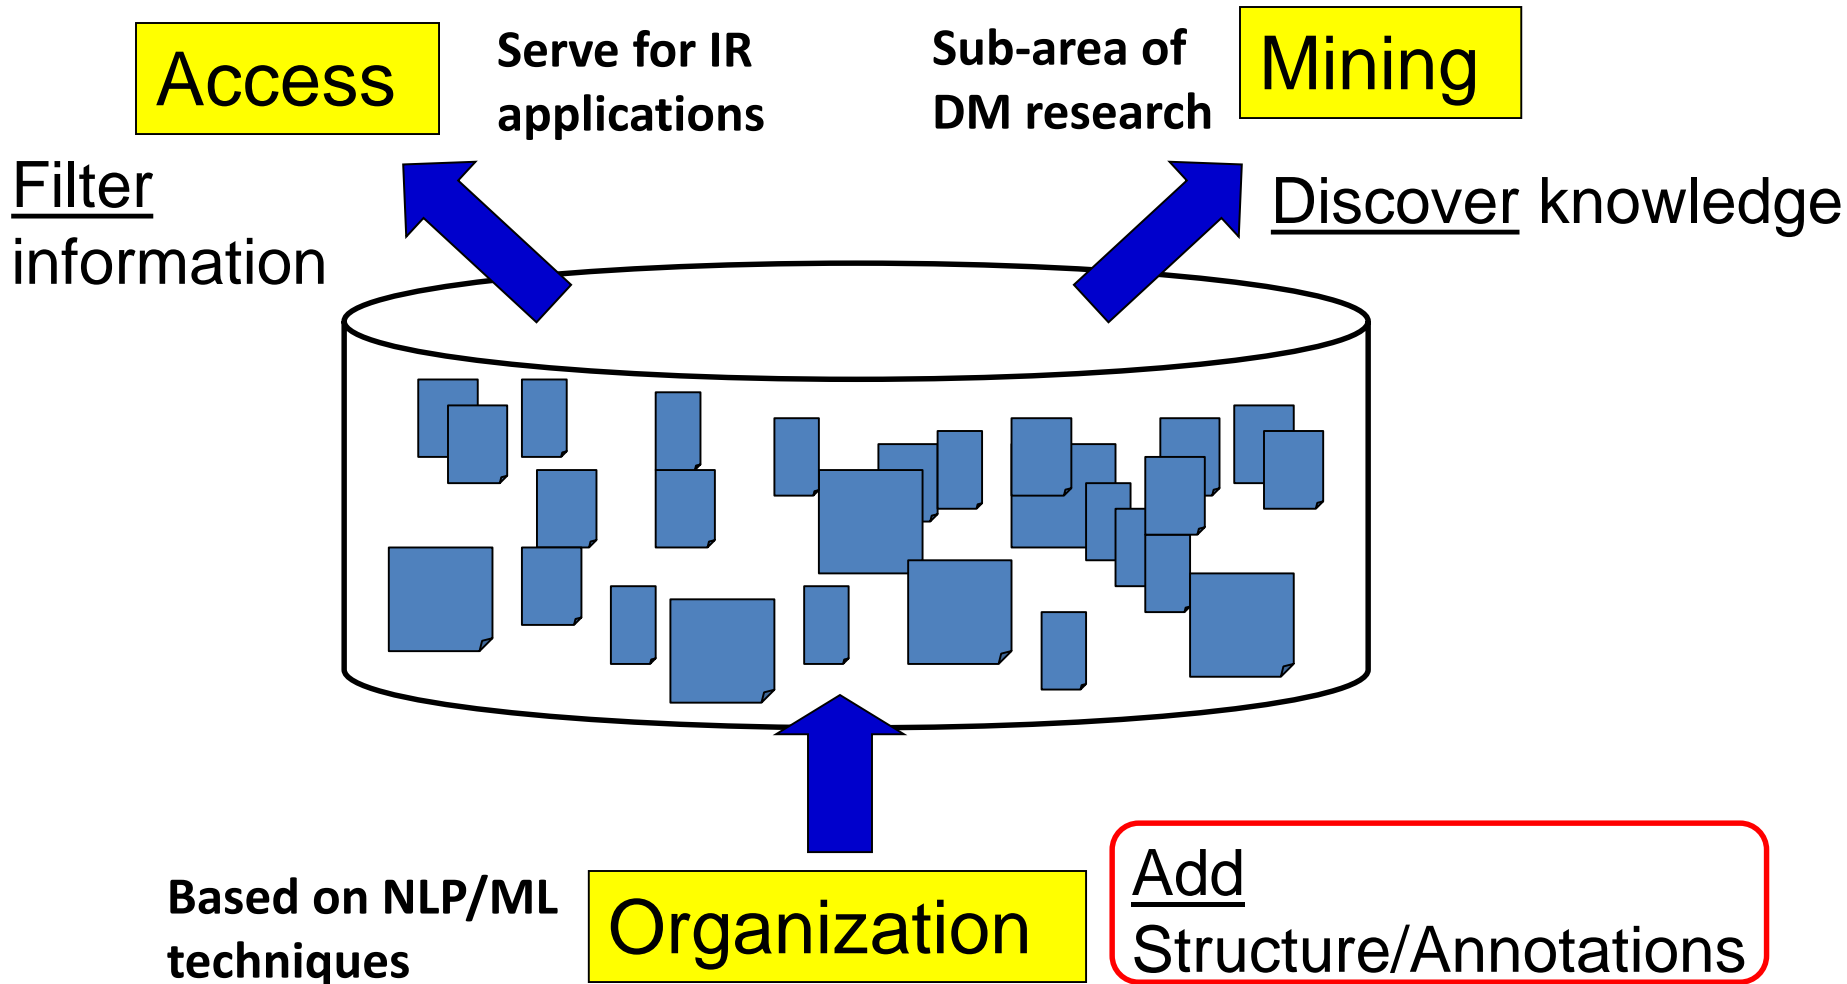 Access
Serve for IR
applications
Sub-area of
DM research
Mining
Filter
information
Discover knowledge
Based on NLP/ML
techniques
Organization
Add
Structure/Annotations